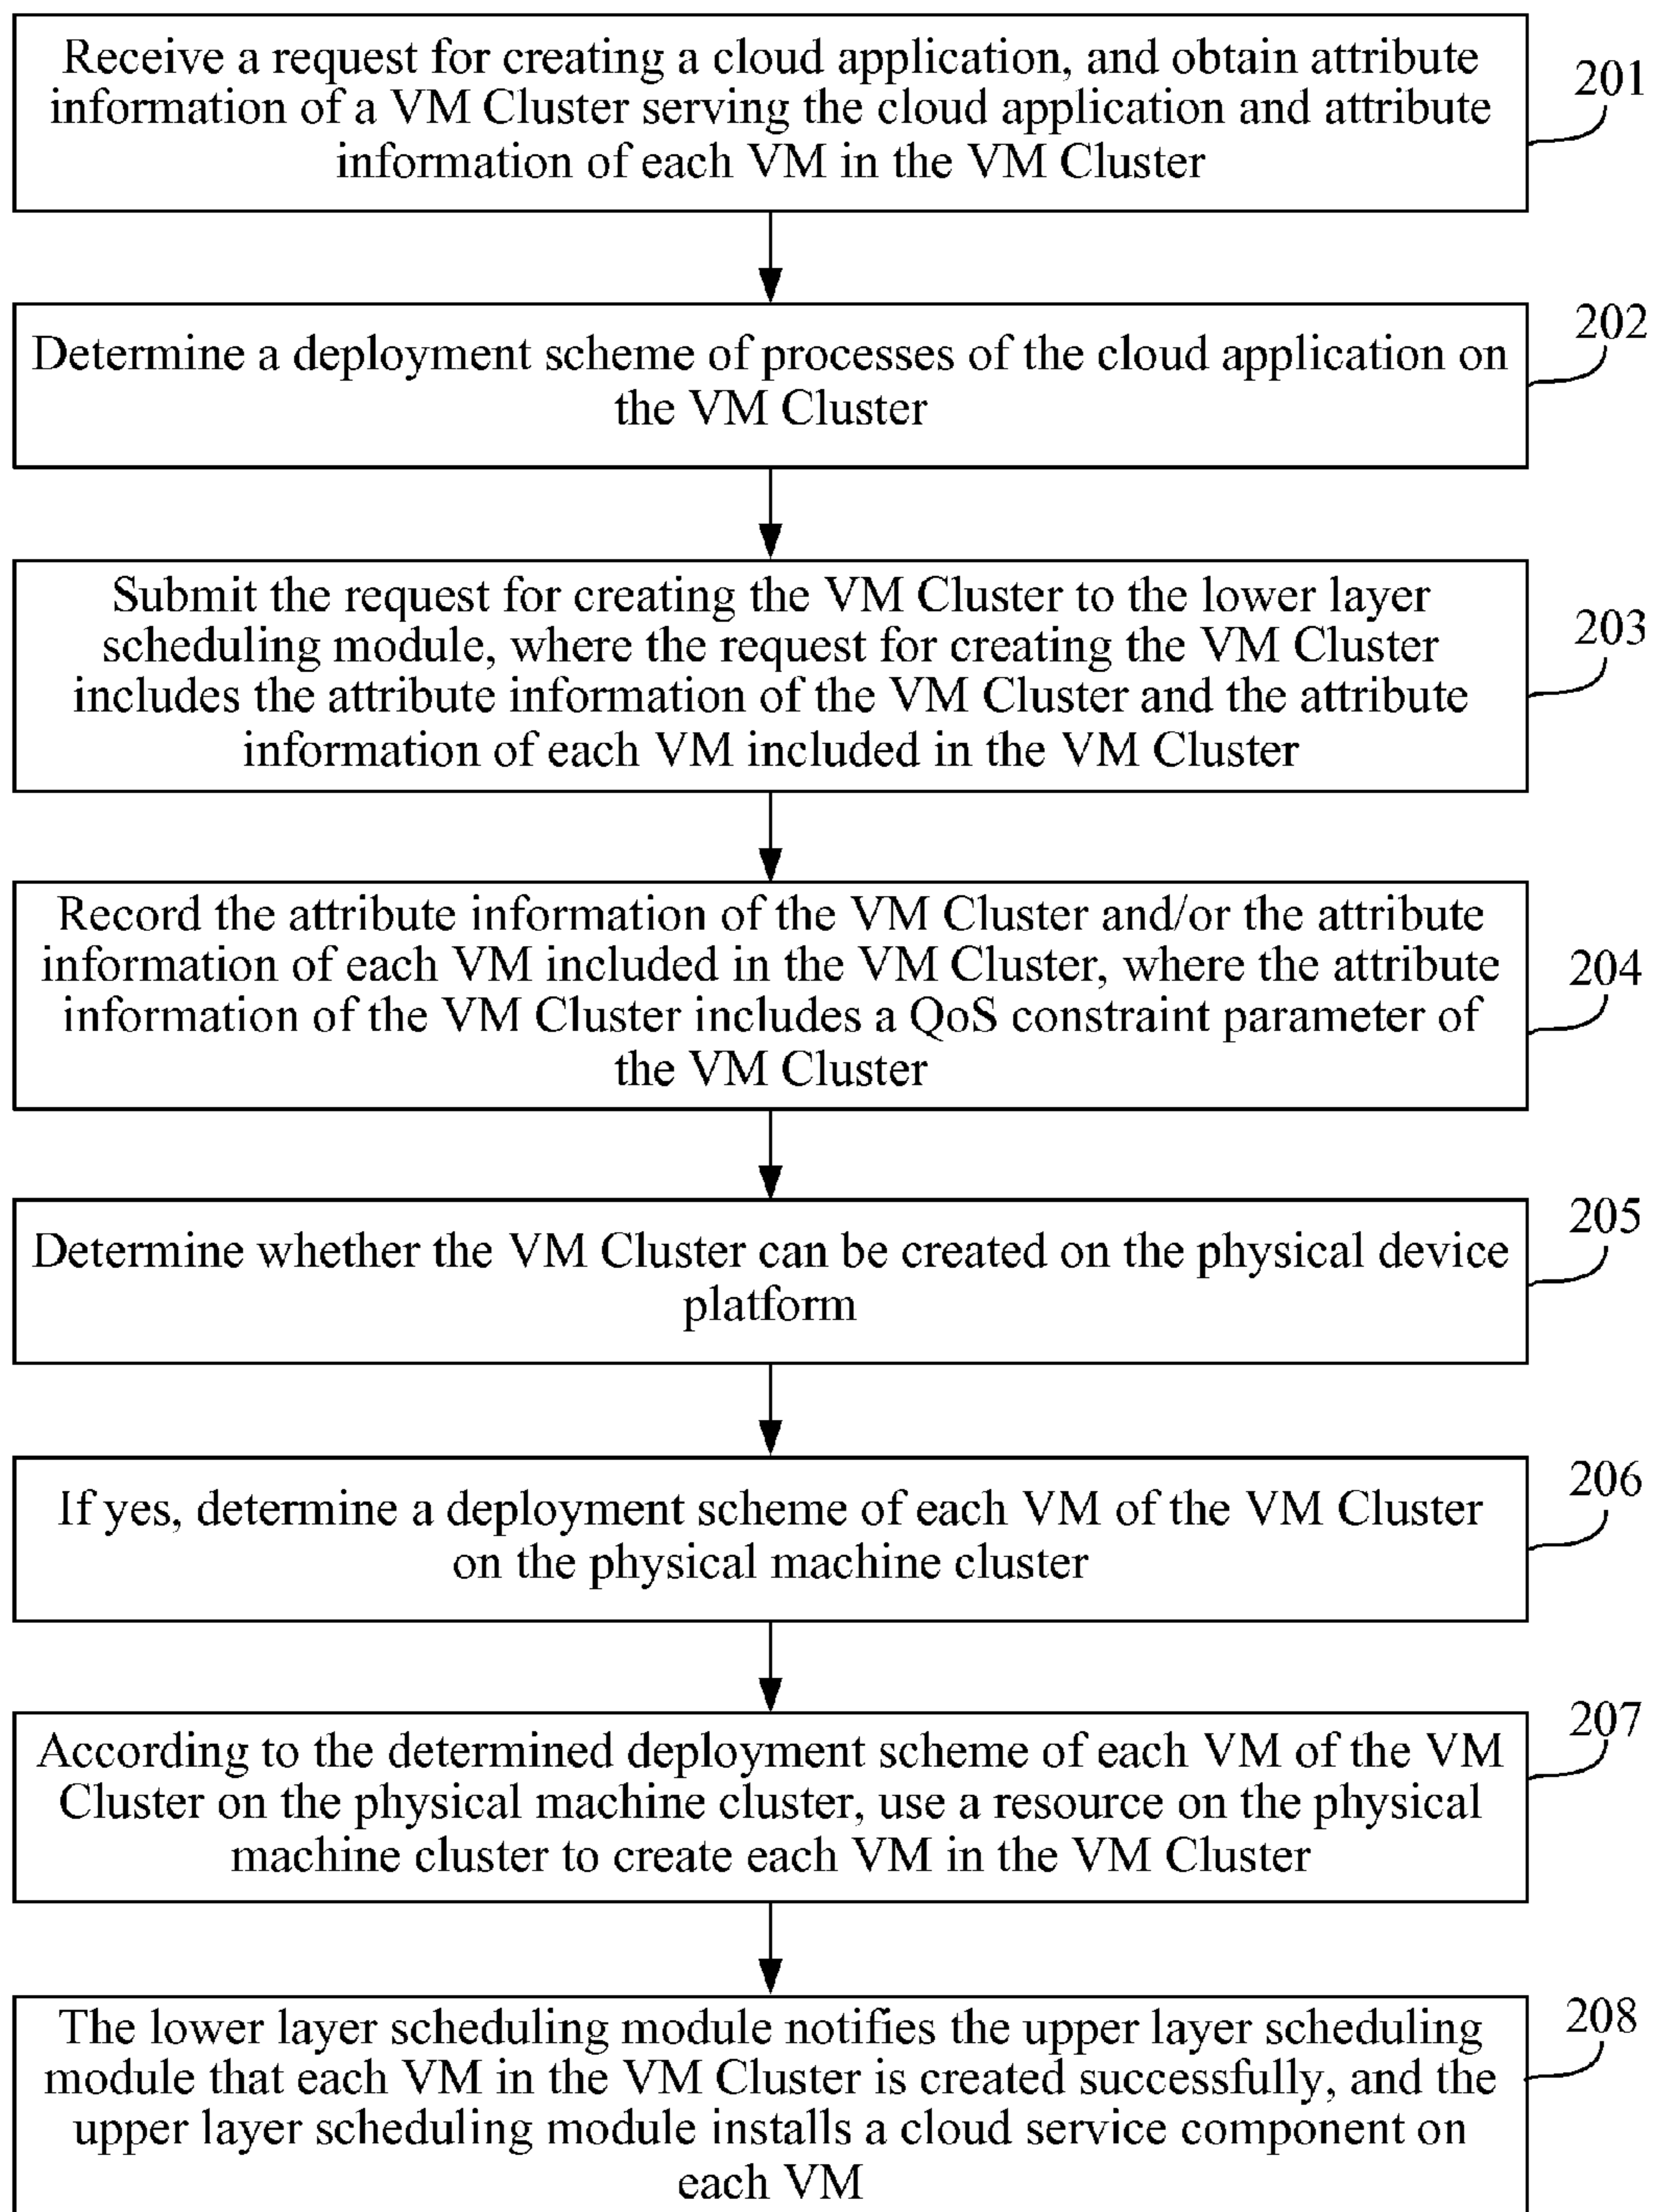 Receive a request for creating a cloud application, and obtain attribute
information of a VM Cluster serving the cloud application and attribute
information of each VM in the VM Cluster
201
Determine a deployment scheme of processes of the cloud application on
the VM Cluster
202
Submit the request for creating the VM Cluster to the lower layer
scheduling module, where the request for creating the VM Cluster
includes the attribute information of the VM Cluster and the attribute
information of each VM included in the VM Cluster
203
Record the attribute information of the VM Cluster and/or the attribute
information of each VM included in the VM Cluster, where the attribute
information of the VM Cluster includes a QoS constraint parameter of
the VM Cluster
204
Determine whether the VM Cluster can be created on the physical device
platform
205
If yes, determine a deployment scheme of each VM of the VM Cluster
on the physical machine cluster
206
According to the determined deployment scheme of each VM of the VM
Cluster on the physical machine cluster, use a resource on the physical
machine cluster to create each VM in the VM Cluster
207
The lower layer scheduling module notifies the upper layer scheduling
module that each VM in the VM Cluster is created successfully, and the
upper layer scheduling module installs a cloud service component on
each VM
208